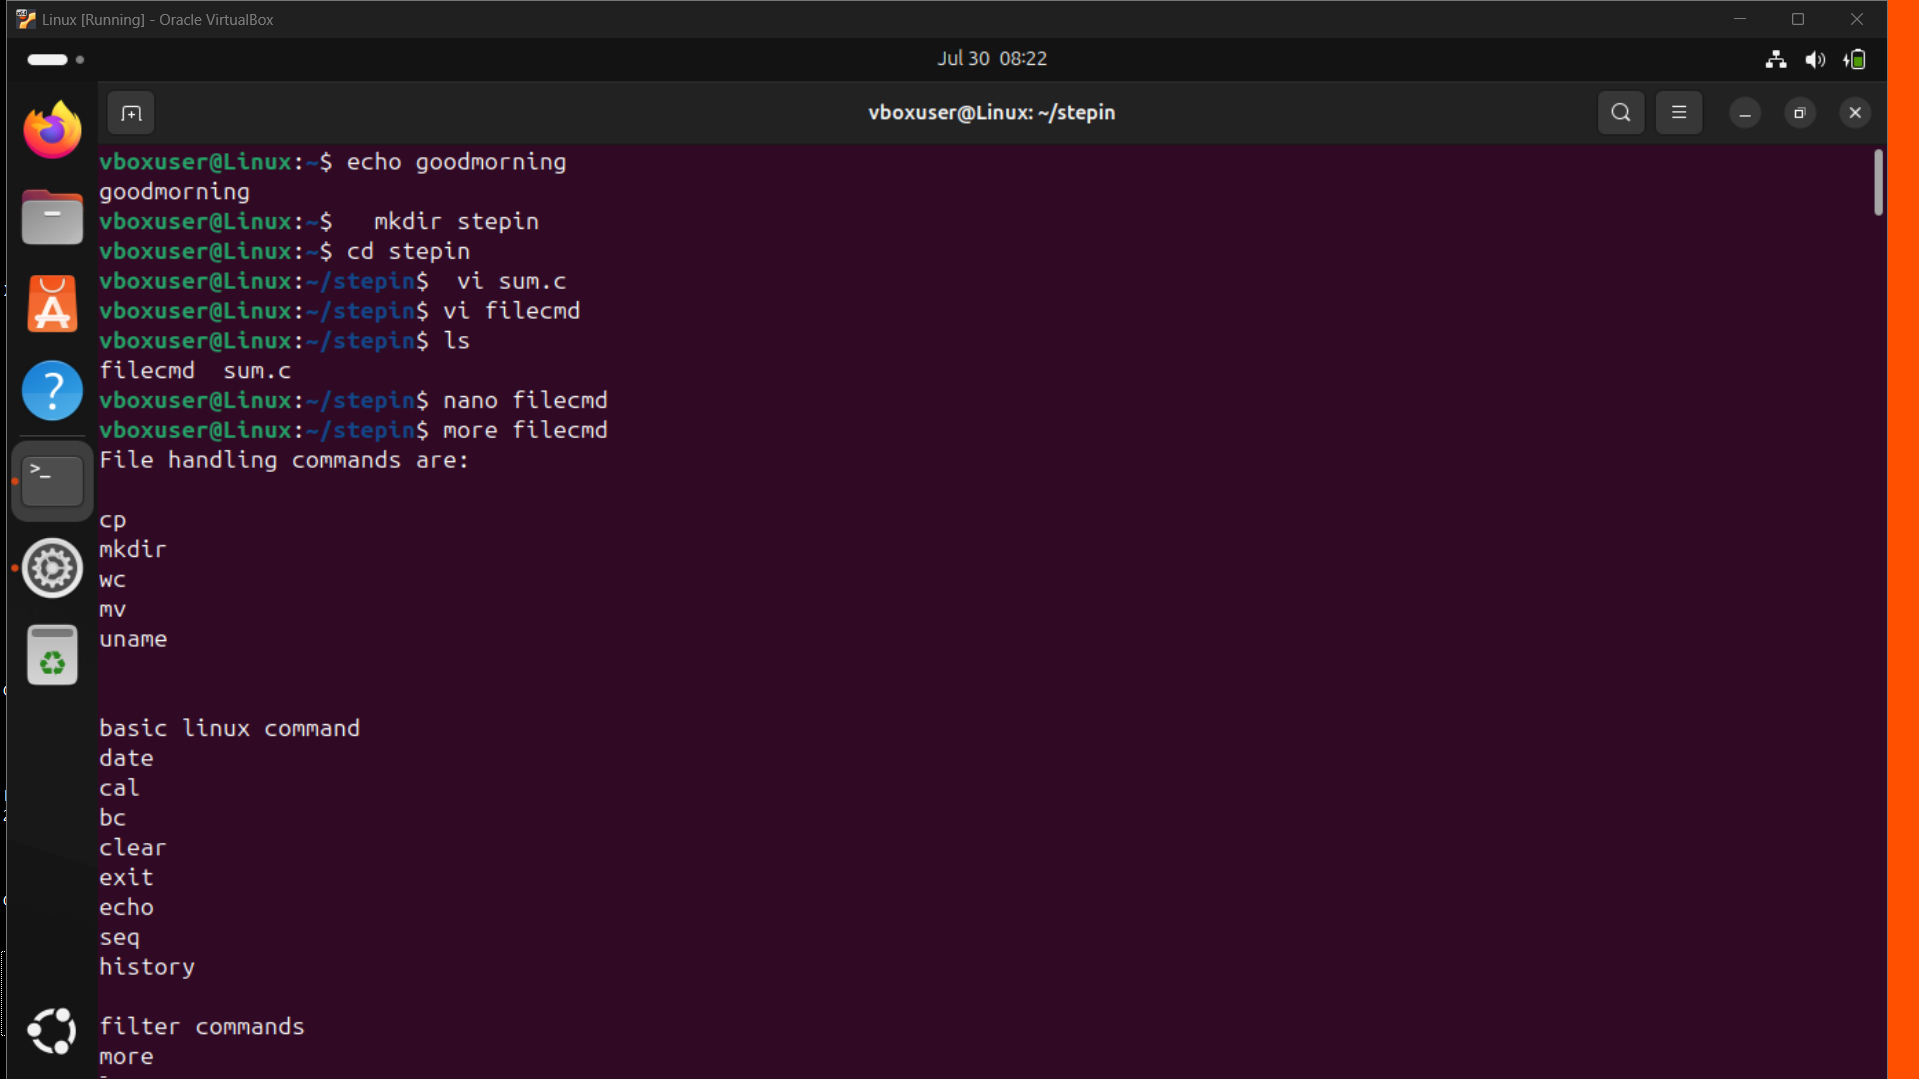 Linux [Running] - Oracle VirtualBox
Jul 30 08:22
vboxuser@Linux: ~/stepin
vboxuser@Linux:~$ echo goodmorning
goodmorning
vboxuser@Linux:~$   mkdir stepin
vboxuser@Linux:~$ cd stepin
vboxuser@Linux:~/stepin$  vi sum.c
vboxuser@Linux:~/stepin$ vi filecmd
vboxuser@Linux:~/stepin$ ls
filecmd  sum.c
vboxuser@Linux:~/stepin$ nano filecmd
vboxuser@Linux:~/stepin$ more filecmd
File handling commands are:
cp
mkdir
wc
mv
uname
basic linux command
date
cal
bc
clear
exit
echo
seq
history
filter commands
more